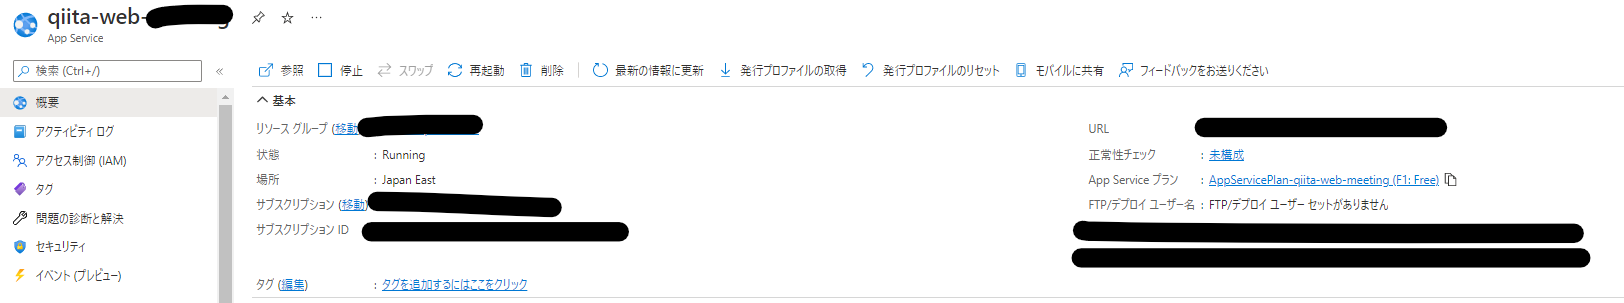 qiita-web-
App Service
検索 (Ctrl+/)
概要
アクティビティ ログ
アクセス制御 (IAM)
タグ
問題の診断と解決
セキュリティ
イベント (プレビュー)
参照 停止 スワップ 再起動 削除 最新の情報に更新 発行プロファイルの取得 発行プロファイルのリセット モバイルに共有 フィードバックをお送りください
基本
リソース グループ (移動
状態 : Running
場所 : Japan East
サブスクリプション (移動)
サブスクリプション ID
タグ (編集) : タグを追加するにはここをクリック
URL
正常性チェック : 未構成
App Service プラン : AppServicePlan-qiita-web-meeting (F1: Free)
FTP/デプロイ ユーザー名 : FTP/デプロイ ユーザー セットがありません